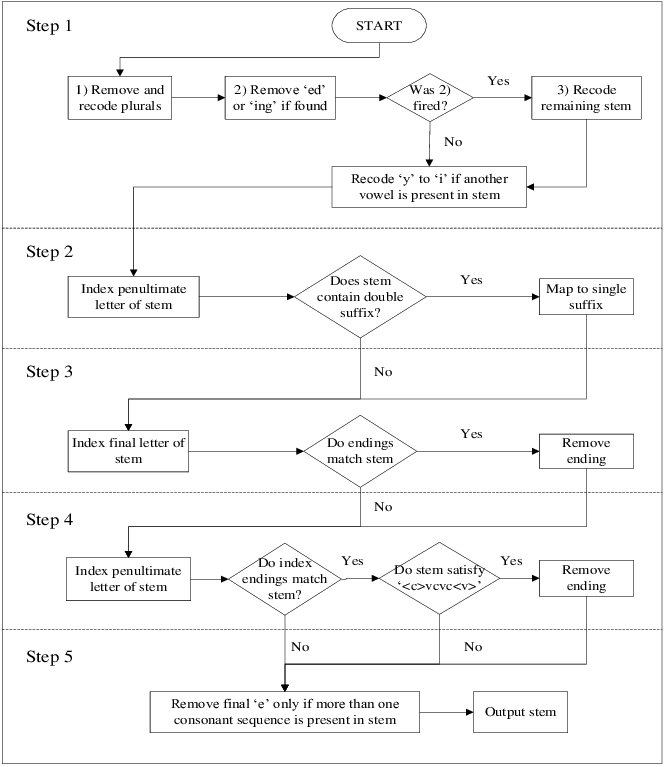 Step 1
START
1) Remove and
recode plurals
2) Remove ‘ed’
or ‘ing’ if found
Was 2)
fired?
Yes
3) Recode
remaining stem
No
Recode ‘y’ to ‘i’ if another
vowel is present in stem
Step 2
Index penultimate
letter of stem
Does stem
contain double
suffix?
Yes
Map to single
suffix
No
Step 3
Index final letter of
stem
Do endings
match stem
Yes
Remove
ending
No
Step 4
Index penultimate
letter of stem
Do index
endings match
stem?
Yes
Do stem satisfy
‘<c>vcvc<v>’
Yes
Remove
ending
No
No
Step 5
Remove final ‘e’ only if more than one
consonant sequence is present in stem
Output stem